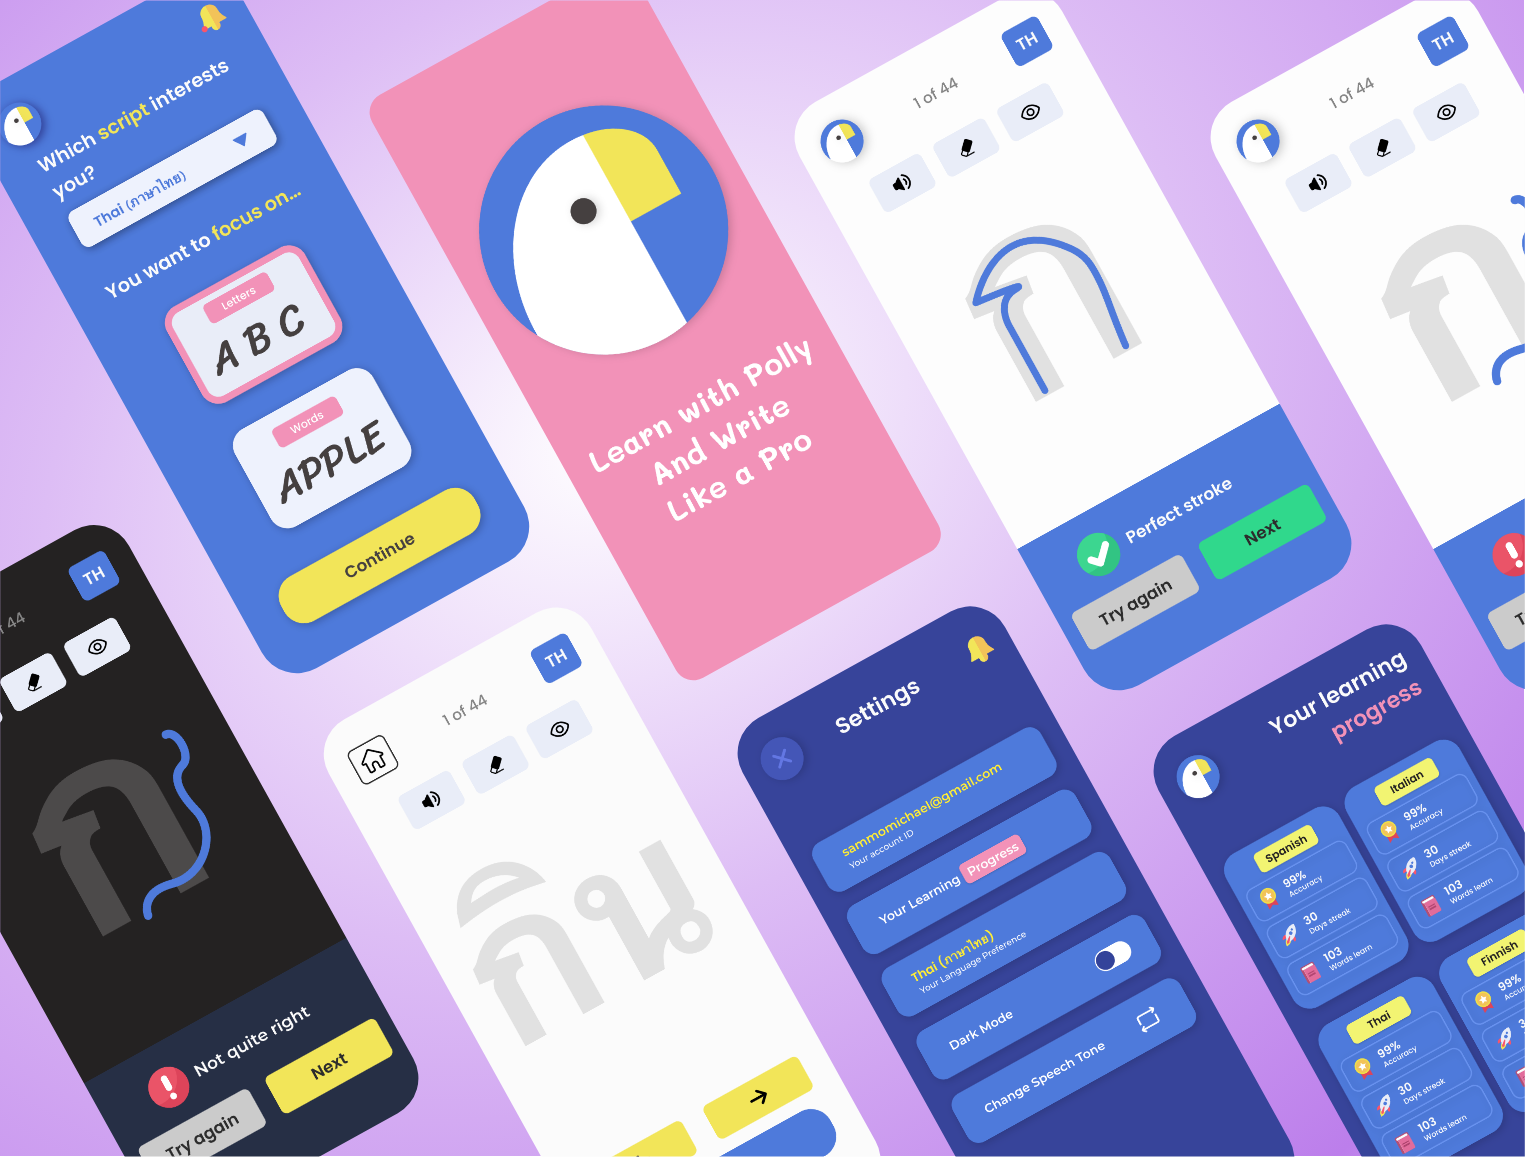 Which script interests
you?
Thai (ภาษาไทย)
You want to focus on...
Letters
A B C
Words
APPLE
Continue
Learn with Polly
And Write
Like a Pro
TH
1 of 44
ก
Perfect stroke
Try again
Next
TH
1 of 44
ก
TH
44
ก
Not quite right
Try again
Next
TH
1 of 44
กิน
Settings
sammomichael@gmail.com
Your account ID
Your Learning Progress
Thai (ภาษาไทย)
Your Language Preference
Dark Mode
Change Speech Tone
Your learning
progress
Spanish
99%
Accuracy
30
Days streak
103
Words learn
Italian
99%
Accuracy
30
Days streak
103
Words learn
Thai
99%
Accuracy
30
Days streak
103
Words learn
Finnish
99%